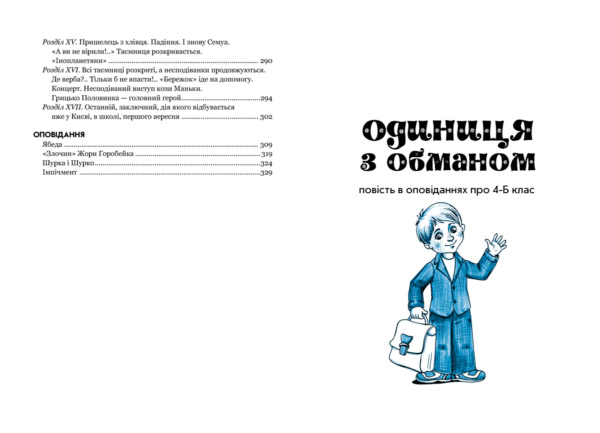 Розділ XV. Пришелець з хлівця. Падіння. І знову Семуа.
«А ви не вірили!..» Таємниця розкривається.
«Інопланетяни» 290
Розділ XVI. Всі таємниці розкриті, а несподіванки продовжуються.
Де верба?.. Тільки б не впасти!.. «Бережок» іде на допомогу.
Концерт. Несподіваний виступ кози Маньки.
Грицько Половинка — головний герой 294
Розділ XVII. Останній, заключний, дія якого відбувається
вже у Києві, в школі, першого вересня 302
ОПОВІДАННЯ
Ябеда 309
«Злочин» Жори Горобейка 319
Шурка і Шурко 324
Імпічмент 329
одиниця
з обманом
повість в оповіданнях про 4-Б клас